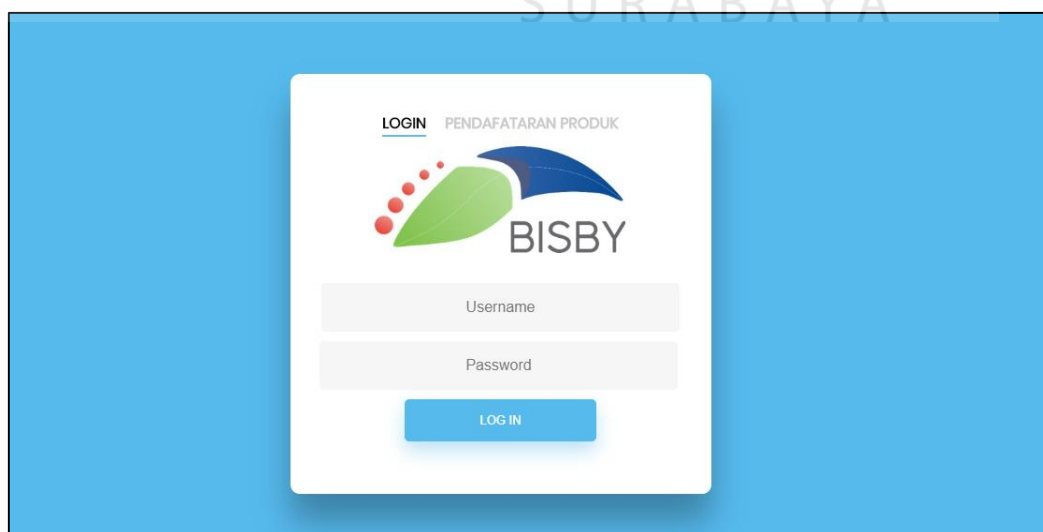 SURABAYA
LOGIN PENDAFATARAN PRODUK
BISBY
Username
Password
LOG IN